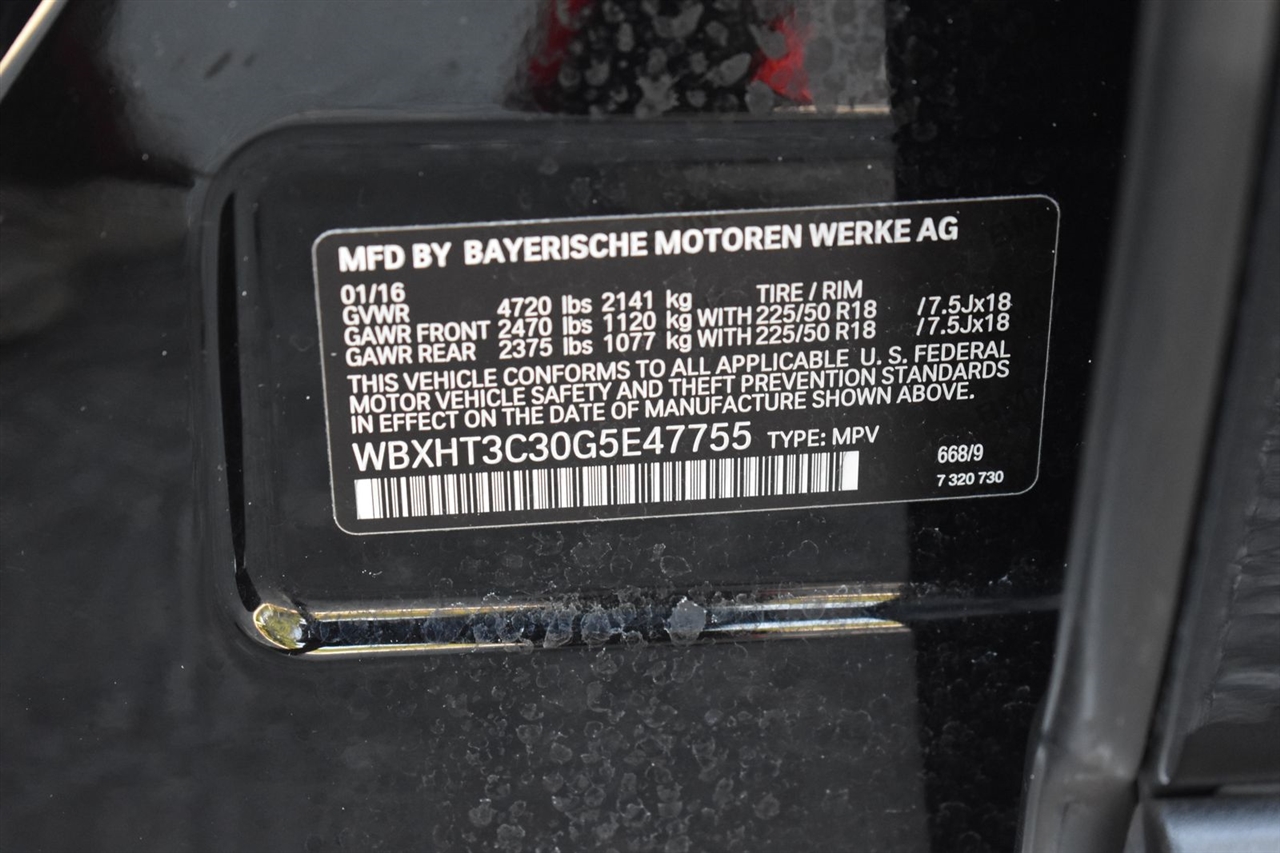 MFD BY BAYERISCHE MOTOREN WERKE AG
01/16 TIRE / RIM
GVWR 4720 lbs 2141 kg WITH 225/50 R18 /7.5Jx18
GAWR FRONT 2470 lbs 1120 kg WITH 225/50 R18 /7.5Jx18
GAWR REAR 2375 lbs 1077 kg
THIS VEHICLE CONFORMS TO ALL APPLICABLE U. S. FEDERAL
MOTOR VEHICLE SAFETY AND THEFT PREVENTION STANDARDS
IN EFFECT ON THE DATE OF MANUFACTURE SHOWN ABOVE.
WBXHT3C30G5E47755 TYPE: MPV
668/9
7 320 730